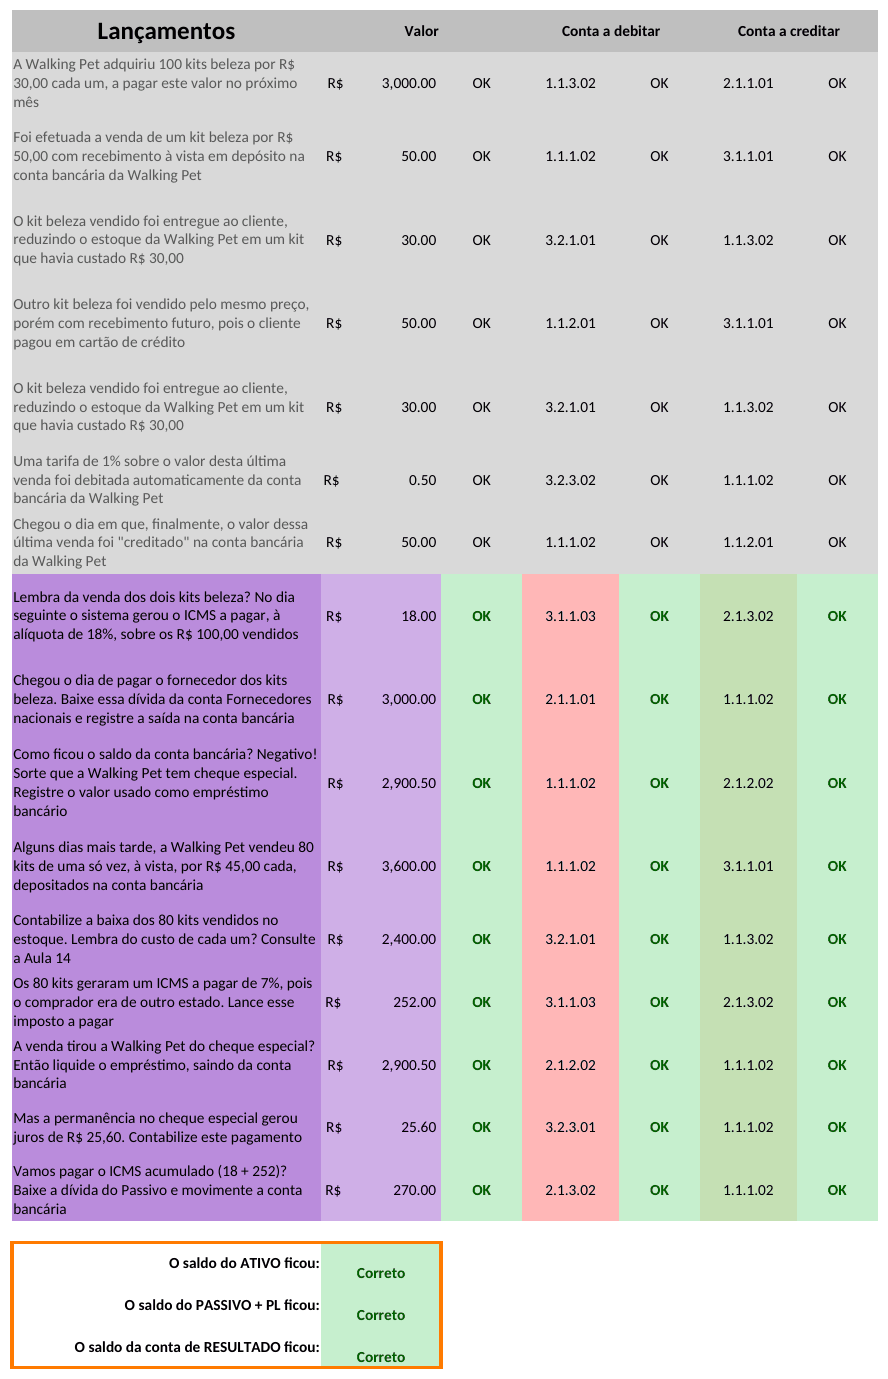 Lançamentos Valor Conta a debitar Conta a creditar
A Walking Pet adquiriu 100 kits beleza por R$
30,00 cada um, a pagar este valor no próximo R$ 3,000.00 OK 1.1.3.02 OK 2.1.1.01 OK
mês
Foi efetuada a venda de um kit beleza por R$
50,00 com recebimento à vista em depósito na R$ 50.00 OK 1.1.1.02 OK 3.1.1.01 OK
conta bancária da Walking Pet
O kit beleza vendido foi entregue ao cliente,
reduzindo o estoque da Walking Pet em um kit R$ 30.00 OK 3.2.1.01 OK 1.1.3.02 OK
que havia custado R$ 30,00
Outro kit beleza foi vendido pelo mesmo preço,
porém com recebimento futuro, pois o cliente R$ 50.00 OK 1.1.2.01 OK 3.1.1.01 OK
pagou em cartão de crédito
O kit beleza vendido foi entregue ao cliente,
reduzindo o estoque da Walking Pet em um kit R$ 30.00 OK 3.2.1.01 OK 1.1.3.02 OK
que havia custado R$ 30,00
Uma tarifa de 1% sobre o valor desta última
venda foi debitada automaticamente da conta R$ 0.50 OK 3.2.3.02 OK 1.1.1.02 OK
bancária da Walking Pet
Chegou o dia em que, finalmente, o valor dessa
última venda foi "creditado" na conta bancária R$ 50.00 OK 1.1.1.02 OK 1.1.2.01 OK
da Walking Pet
Lembra da venda dos dois kits beleza? No dia
seguinte o sistema gerou o ICMS a pagar, à R$ 18.00 OK 3.1.1.03 OK 2.1.3.02 OK
alíquota de 18%, sobre os R$ 100,00 vendidos
Chegou o dia de pagar o fornecedor dos kits
beleza. Baixe essa dívida da conta Fornecedores R$ 3,000.00 OK 2.1.1.01 OK 1.1.1.02 OK
nacionais e registre a saída na conta bancária
Como ficou o saldo da conta bancária? Negativo!
Sorte que a Walking Pet tem cheque especial. R$ 2,900.50 OK 1.1.1.02 OK 2.1.2.02 OK
Registre o valor usado como empréstimo
bancário
Alguns dias mais tarde, a Walking Pet vendeu 80
kits de uma só vez, à vista, por R$ 45,00 cada, R$ 3,600.00 OK 1.1.1.02 OK 3.1.1.01 OK
depositados na conta bancária
Contabilize a baixa dos 80 kits vendidos no
estoque. Lembra do custo de cada um? Consulte R$ 2,400.00 OK 3.2.1.01 OK 1.1.3.02 OK
a Aula 14
Os 80 kits geraram um ICMS a pagar de 7%, pois
o comprador era de outro estado. Lance esse R$ 252.00 OK 3.1.1.03 OK 2.1.3.02 OK
imposto a pagar
A venda tirou a Walking Pet do cheque especial?
Então liquide o empréstimo, saindo da conta R$ 2,900.50 OK 2.1.2.02 OK 1.1.1.02 OK
bancária
Mas a permanência no cheque especial gerou
juros de R$ 25,60. Contabilize este pagamento R$ 25.60 OK 3.2.3.01 OK 1.1.1.02 OK
Vamos pagar o ICMS acumulado (18 + 252)?
Baixe a dívida do Passivo e movimente a conta R$ 270.00 OK 2.1.3.02 OK 1.1.1.02 OK
bancária
O saldo do ATIVO ficou: Correto
O saldo do PASSIVO + PL ficou: Correto
O saldo da conta de RESULTADO ficou: Correto